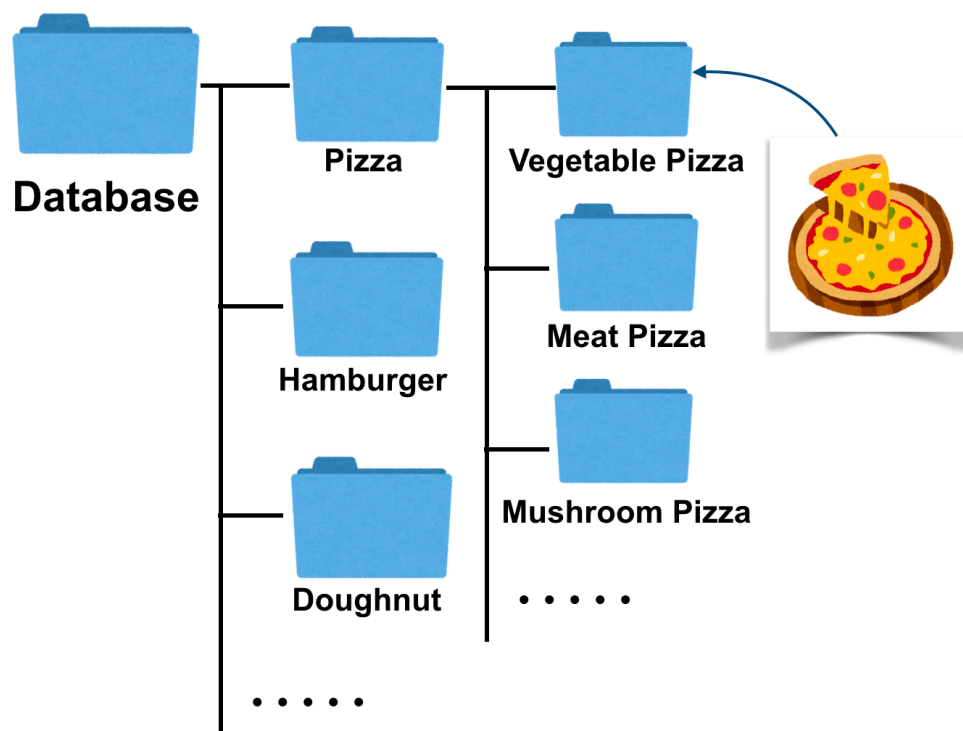 Database
Pizza
Hamburger
Doughnut
• • • • •
Vegetable Pizza
Meat Pizza
Mushroom Pizza
• • • • •